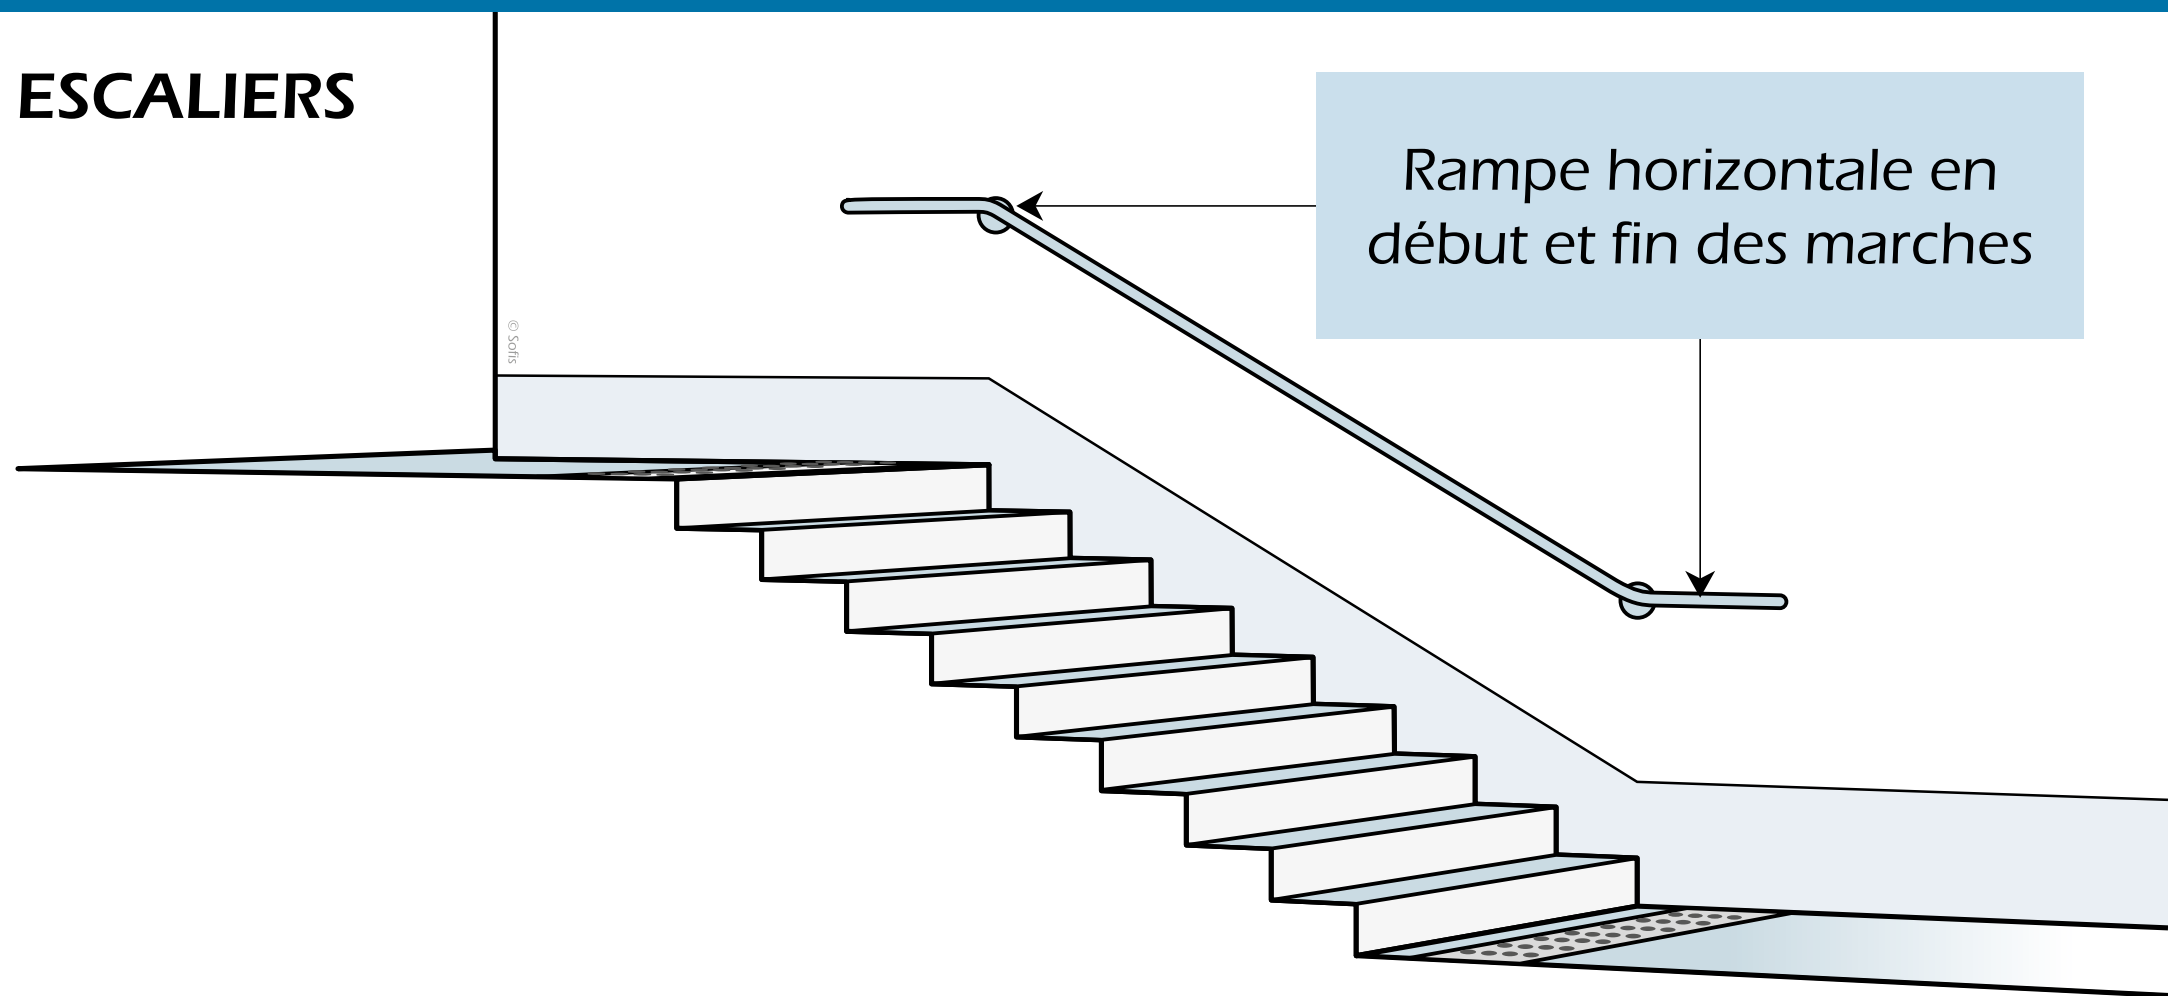 ESCALIERS
Rampe horizontale en
début et fin des marches
© Sofis